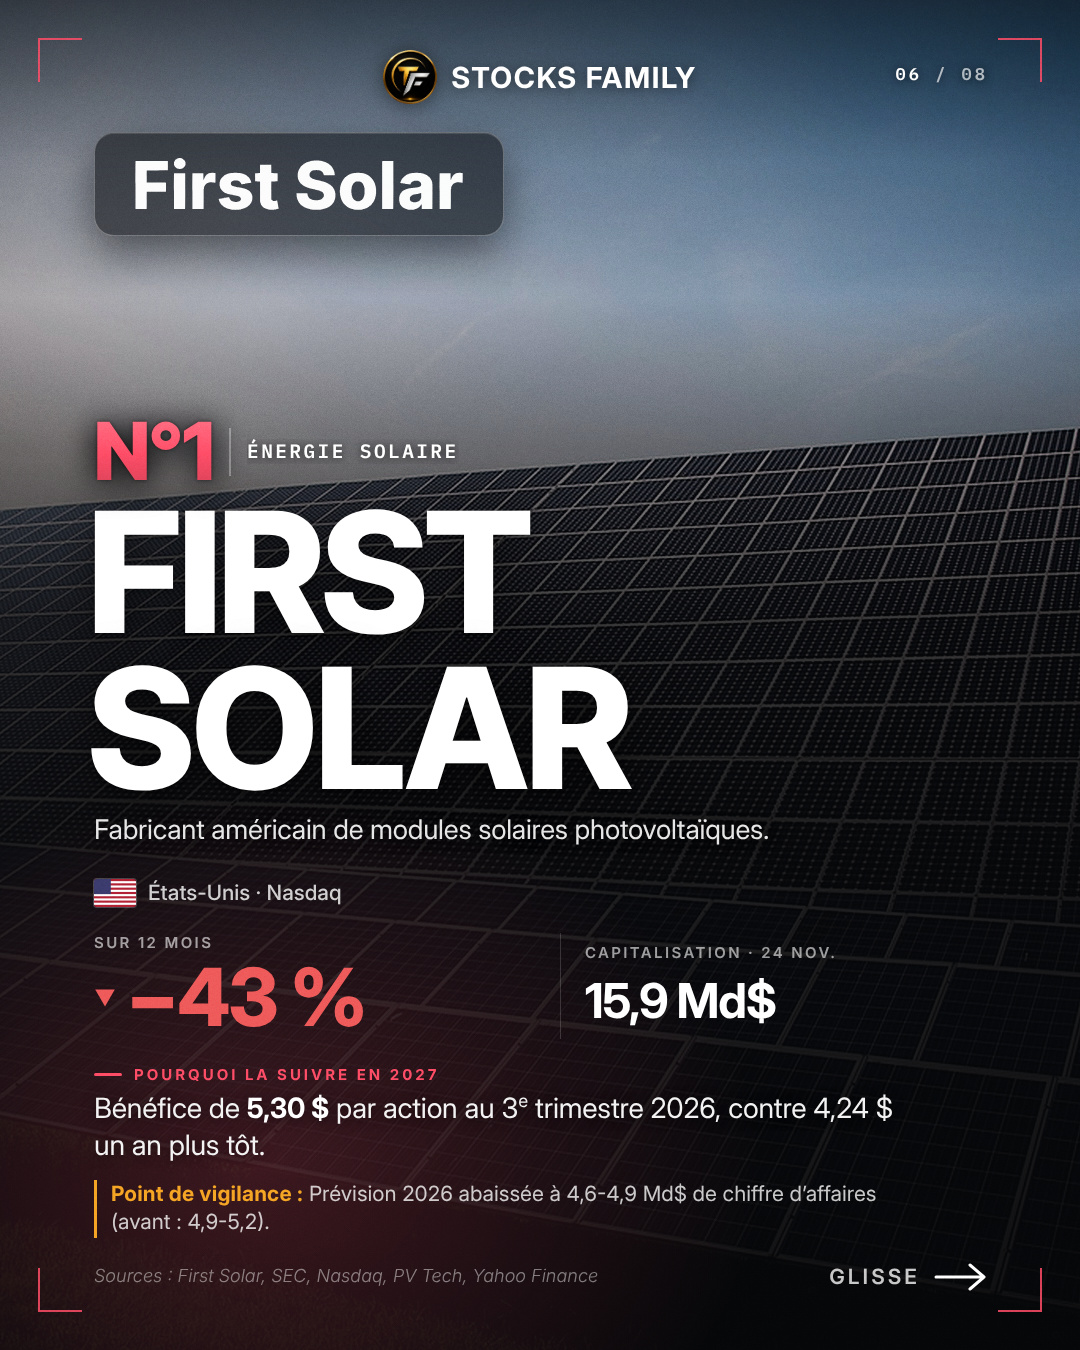 TF STOCKS FAMILY
06 / 08
First Solar
N°1
ÉNERGIE SOLAIRE
FIRST
SOLAR
Fabricant américain de modules solaires photovoltaïques.
États-Unis · Nasdaq
SUR 12 MOIS
▼ –43 %
CAPITALISATION · 24 NOV.
15,9 Md$
POURQUOI LA SUIVRE EN 2027
Bénéfice de 5,30 $ par action au 3e trimestre 2026, contre 4,24 $
un an plus tôt.
Point de vigilance : Prévision 2026 abaissée à 4,6-4,9 Md$ de chiffre d’affaires
(avant : 4,9-5,2).
Sources : First Solar, SEC, Nasdaq, PV Tech, Yahoo Finance
GLISSE →